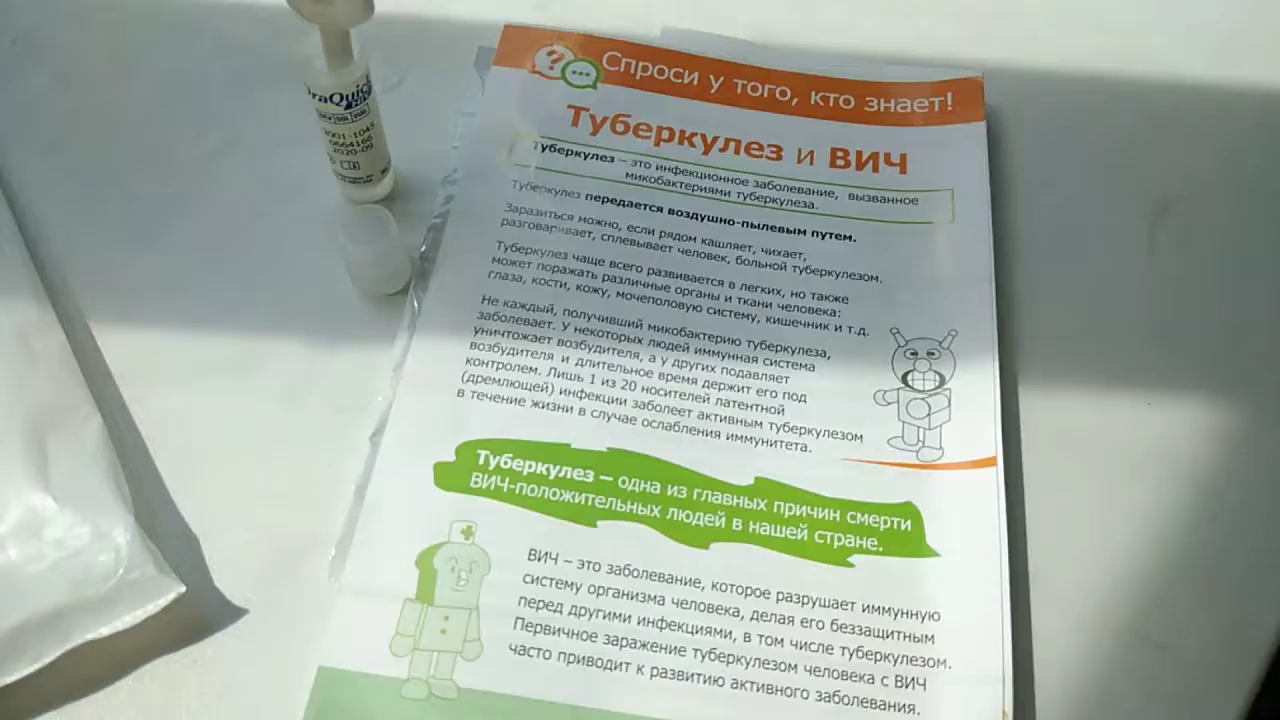 OraQuick
3001-1045
6664166
2020-09
Спроси у того, кто знает!
Туберкулез и ВИЧ
Туберкулез – это инфекционное заболевание, вызванное
микобактериями туберкулеза.
Туберкулез передается воздушно-пылевым путем.
Заразиться можно, если рядом кашляет, чихает,
разговаривает, сплевывает человек, больной туберкулезом.
Туберкулез чаще всего развивается в легких, но также
может поражать различные органы и ткани человека:
глаза, кости, кожу, мочеполовую систему, кишечник и т.д.
Не каждый, получивший микобактерию туберкулеза,
заболевает. У некоторых людей иммунная система
уничтожает возбудителя, а у других подавляет
возбудителя и длительное время держит его под
контролем. Лишь 1 из 20 носителей латентной
(дремлющей) инфекции заболеет активным туберкулезом
в течение жизни в случае ослабления иммунитета.
Туберкулез – одна из главных причин смерти
ВИЧ-положительных людей в нашей стране.
ВИЧ – это заболевание, которое разрушает иммунную
систему организма человека, делая его беззащитным
перед другими инфекциями, в том числе туберкулезом.
Первичное заражение туберкулезом человека с ВИЧ
часто приводит к развитию активного заболевания.